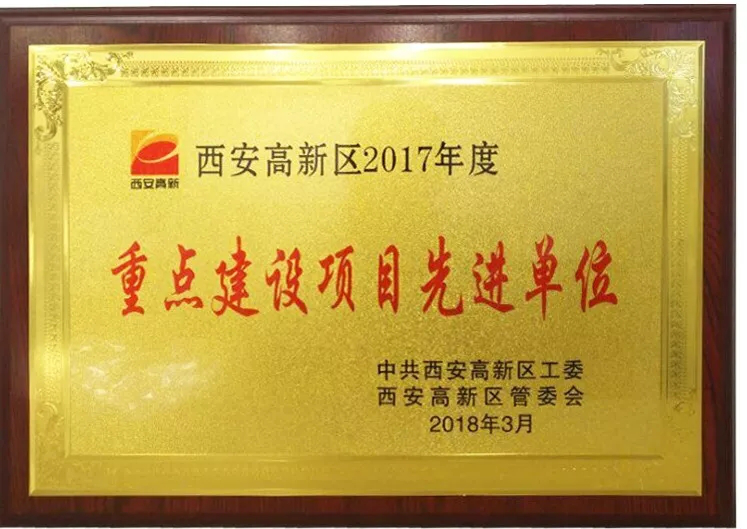 西安高新区2017年度
西安高新
重点建设项目先进单位
中共西安高新区工委
西安高新区管委会
2018年3月